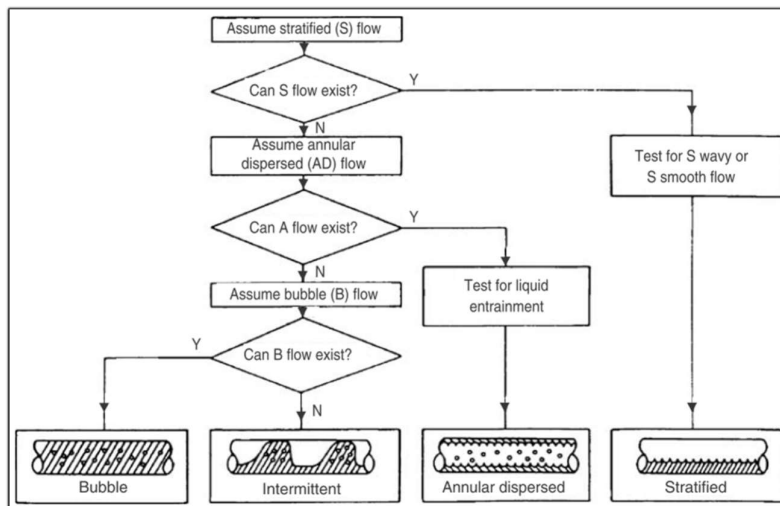 Assume stratified (S) flow
Can S flow exist?
Y
N
Assume annular
dispersed (AD) flow
Test for S wavy or
S smooth flow
Can A flow exist?
Y
N
Assume bubble (B) flow
Test for liquid
entrainment
Can B flow exist?
Y
N
Bubble
Intermittent
Annular dispersed
Stratified